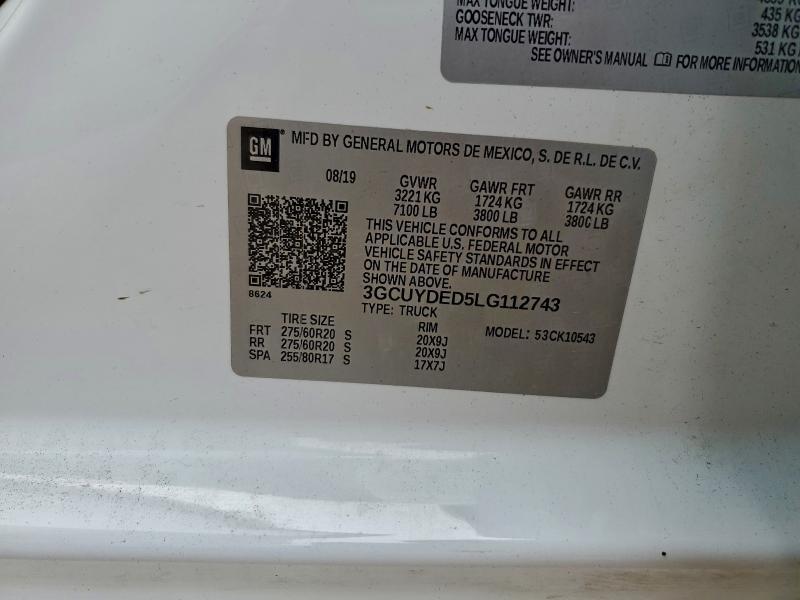 MAX TONGUE WEIGHT:
GOOSENECK TWR: 435 KG
MAX TONGUE WEIGHT: 3538 KG
531 KG
SEE OWNER'S MANUAL FOR MORE INFORMATION
GM ® MFD BY GENERAL MOTORS DE MEXICO, S. DE R.L. DE C.V.
08/19 GVWR GAWR FRT GAWR RR
3221 KG 1724 KG 1724 KG
7100 LB 3800 LB 3800 LB
THIS VEHICLE CONFORMS TO ALL
APPLICABLE U.S. FEDERAL MOTOR
VEHICLE SAFETY STANDARDS IN EFFECT
ON THE DATE OF MANUFACTURE
SHOWN ABOVE.
8624 3GCUYDED5LG112743
TYPE: TRUCK
TIRE SIZE RIM MODEL: 53CK10543
FRT 275/60R20 S 20X9J
RR 275/60R20 S 20X9J
SPA 255/80R17 S 17X7J